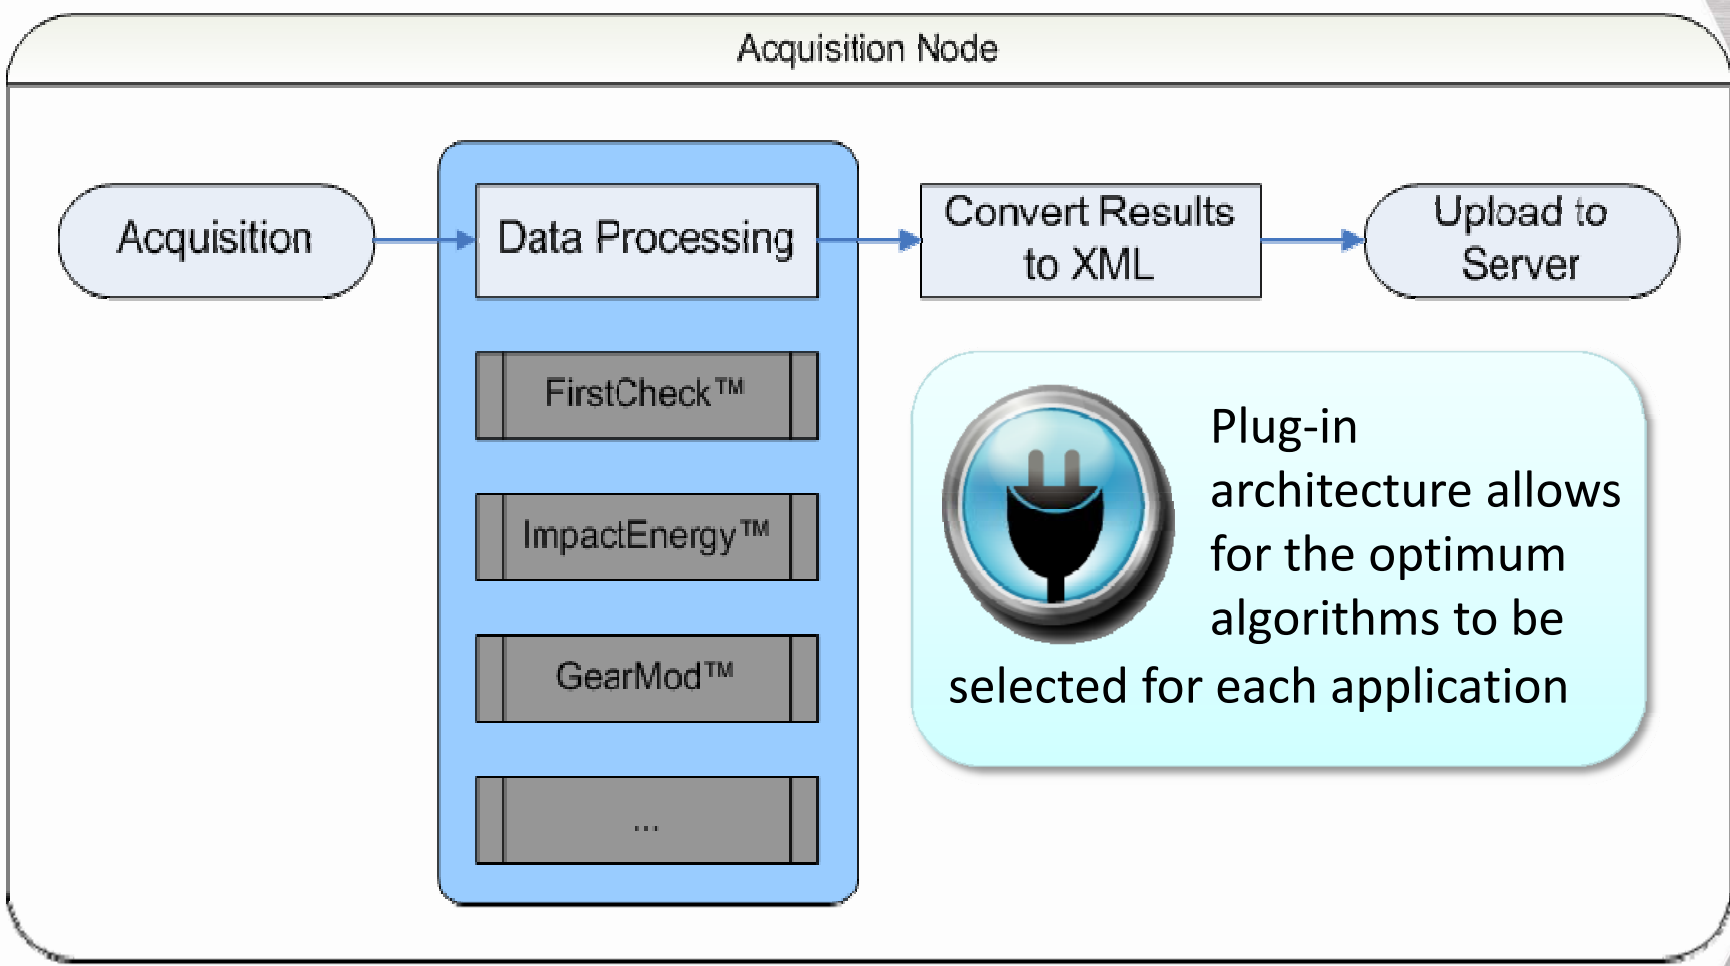 Acquisition Node
Acquisition
Data Processing
Convert Results
to XML
Upload to
Server
FirstCheck™
ImpactEnergy™
GearMod™
...
Plug-in
architecture allows
for the optimum
algorithms to be
selected for each application